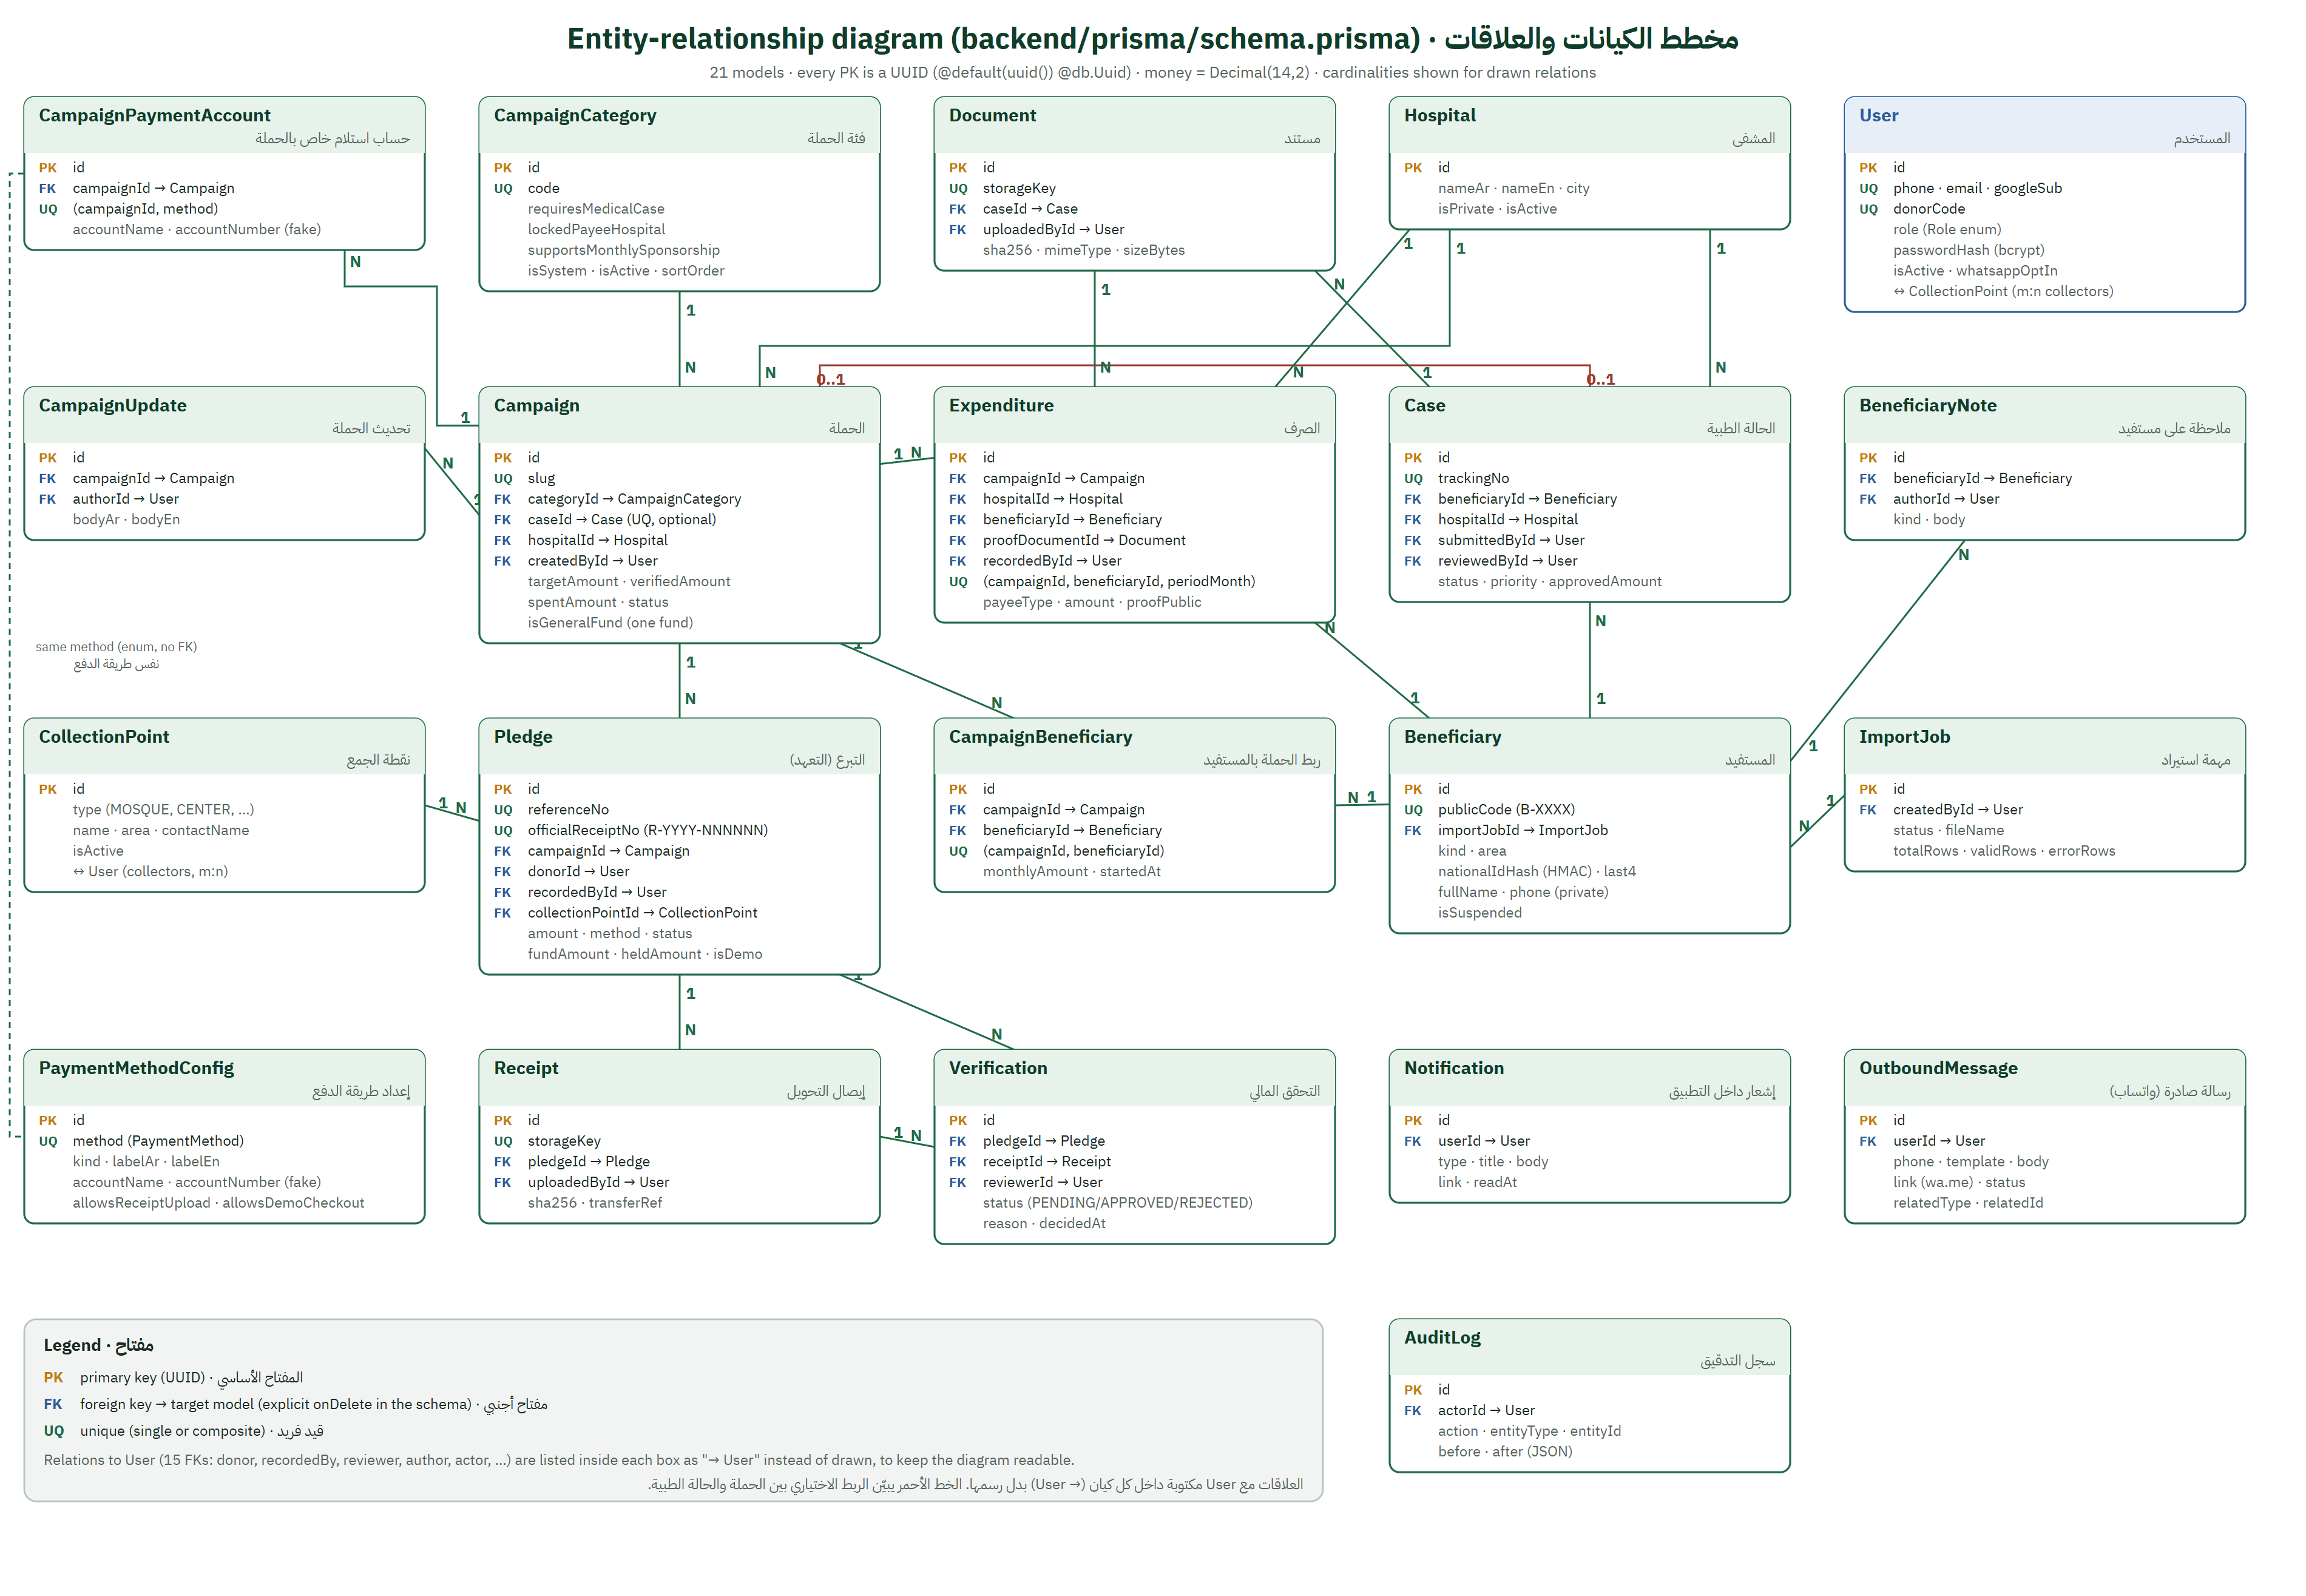 Entity-relationship diagram (backend/prisma/schema.prisma) · مخطط الكيانات والعلاقات
21 models · every PK is a UUID (@default(uuid()) @db.Uuid) · money = Decimal(14,2) · cardinalities shown for drawn relations
CampaignPaymentAccount
حساب استلام خاص بالحملة
PK id
FK campaignId → Campaign
UQ (campaignId, method)
accountName · accountNumber (fake)
CampaignCategory
فئة الحملة
PK id
UQ code
requiresMedicalCase
lockedPayeeHospital
supportsMonthlySponsorship
isSystem · isActive · sortOrder
Document
مستند
PK id
UQ storageKey
FK caseId → Case
FK uploadedById → User
sha256 · mimeType · sizeBytes
Hospital
المشفى
PK id
nameAr · nameEn · city
isPrivate · isActive
User
المستخدم
PK id
UQ phone · email · googleSub
UQ donorCode
role (Role enum)
passwordHash (bcrypt)
isActive · whatsappOptIn
↔ CollectionPoint (m:n collectors)
N
1
1
N
1
1
1
N
N
N
0..1
N
N
1
0..1
N
CampaignUpdate
تحديث الحملة
PK id
FK campaignId → Campaign
FK authorId → User
bodyAr · bodyEn
1
N
1
Campaign
الحملة
PK id
UQ slug
FK categoryId → CampaignCategory
FK caseId → Case (UQ, optional)
FK hospitalId → Hospital
FK createdById → User
targetAmount · verifiedAmount
spentAmount · status
isGeneralFund (one fund)
1 N
Expenditure
الصرف
PK id
FK campaignId → Campaign
FK hospitalId → Hospital
FK beneficiaryId → Beneficiary
FK proofDocumentId → Document
FK recordedById → User
UQ (campaignId, beneficiaryId, periodMonth)
payeeType · amount · proofPublic
Case
الحالة الطبية
PK id
UQ trackingNo
FK beneficiaryId → Beneficiary
FK hospitalId → Hospital
FK submittedById → User
FK reviewedById → User
status · priority · approvedAmount
BeneficiaryNote
ملاحظة على مستفيد
PK id
FK beneficiaryId → Beneficiary
FK authorId → User
kind · body
N
same method (enum, no FK)
نفس طريقة الدفع
1
1
N
N
N
N
1
1
1
CollectionPoint
نقطة الجمع
PK id
type (MOSQUE, CENTER, ...)
name · area · contactName
isActive
↔ User (collectors, m:n)
1 N
Pledge
التبرع (التعهد)
PK id
UQ referenceNo
UQ officialReceiptNo (R-YYYY-NNNNNN)
FK campaignId → Campaign
FK donorId → User
FK recordedById → User
FK collectionPointId → CollectionPoint
amount · method · status
fundAmount · heldAmount · isDemo
CampaignBeneficiary
ربط الحملة بالمستفيد
PK id
FK campaignId → Campaign
FK beneficiaryId → Beneficiary
UQ (campaignId, beneficiaryId)
monthlyAmount · startedAt
N 1
Beneficiary
المستفيد
PK id
UQ publicCode (B-XXXX)
FK importJobId → ImportJob
kind · area
nationalIdHash (HMAC) · last4
fullName · phone (private)
isSuspended
N 1
ImportJob
مهمة استيراد
PK id
FK createdById → User
status · fileName
totalRows · validRows · errorRows
1
1
N
N
PaymentMethodConfig
إعداد طريقة الدفع
PK id
UQ method (PaymentMethod)
kind · labelAr · labelEn
accountName · accountNumber (fake)
allowsReceiptUpload · allowsDemoCheckout
Receipt
إيصال التحويل
PK id
UQ storageKey
FK pledgeId → Pledge
FK uploadedById → User
sha256 · transferRef
1 N
Verification
التحقق المالي
PK id
FK pledgeId → Pledge
FK receiptId → Receipt
FK reviewerId → User
status (PENDING/APPROVED/REJECTED)
reason · decidedAt
Notification
إشعار داخل التطبيق
PK id
FK userId → User
type · title · body
link · readAt
OutboundMessage
رسالة صادرة (واتساب)
PK id
FK userId → User
phone · template · body
link (wa.me) · status
relatedType · relatedId
Legend · مفتاح
PK primary key (UUID) · المفتاح الأساسي
FK foreign key → target model (explicit onDelete in the schema) · مفتاح أجنبي
UQ unique (single or composite) · قيد فريد
Relations to User (15 FKs: donor, recordedBy, reviewer, author, actor, ...) are listed inside each box as "→ User" instead of drawn, to keep the diagram readable.
العلاقات مع User مكتوبة داخل كل كيان (→ User) بدل رسمها. الخط الأحمر يبيّن الربط الاختياري بين الحملة والحالة الطبية.
AuditLog
سجل التدقيق
PK id
FK actorId → User
action · entityType · entityId
before · after (JSON)